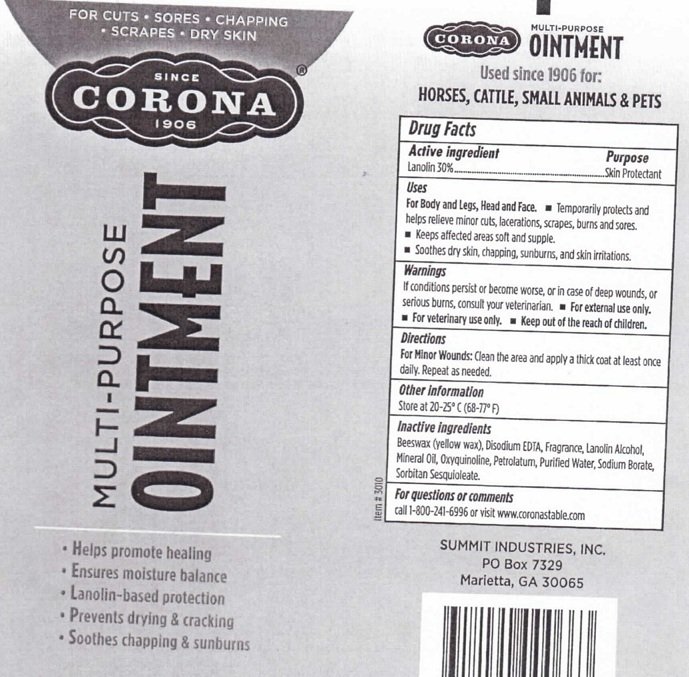 FOR CUTS • SORES • CHAPPING
• SCRAPES • DRY SKIN
SINCE
CORONA®
1906
MULTI-PURPOSE
OINTMENT
• Helps promote healing
• Ensures moisture balance
• Lanolin-based protection
• Prevents drying & cracking
• Soothes chapping & sunburns
CORONA
MULTI-PURPOSE
OINTMENT
Used since 1906 for:
HORSES, CATTLE, SMALL ANIMALS & PETS
Drug Facts
Active ingredient Purpose
Lanolin 30%........................................Skin Protectant
Uses
For Body and Legs, Head and Face. ■ Temporarily protects and
helps relieve minor cuts, lacerations, scrapes, burns and sores.
■ Keeps affected areas soft and supple.
■ Soothes dry skin, chapping, sunburns, and skin irritations.
Warnings
If conditions persist or become worse, or in case of deep wounds, or
serious burns, consult your veterinarian. ■ For external use only.
■ For veterinary use only. ■ Keep out of the reach of children.
Directions
For Minor Wounds: Clean the area and apply a thick coat at least once
daily. Repeat as needed.
Other information
Store at 20-25° C (68-77° F)
Inactive ingredients
Beeswax (yellow wax), Disodium EDTA, Fragrance, Lanolin Alcohol,
Mineral Oil, Oxyquinoline, Petrolatum, Purified Water, Sodium Borate,
Sorbitan Sesquioleate.
For questions or comments
call 1-800-241-6996 or visit www.coronastable.com
Item # 3010
SUMMIT INDUSTRIES, INC.
PO Box 7329
Marietta, GA 30065